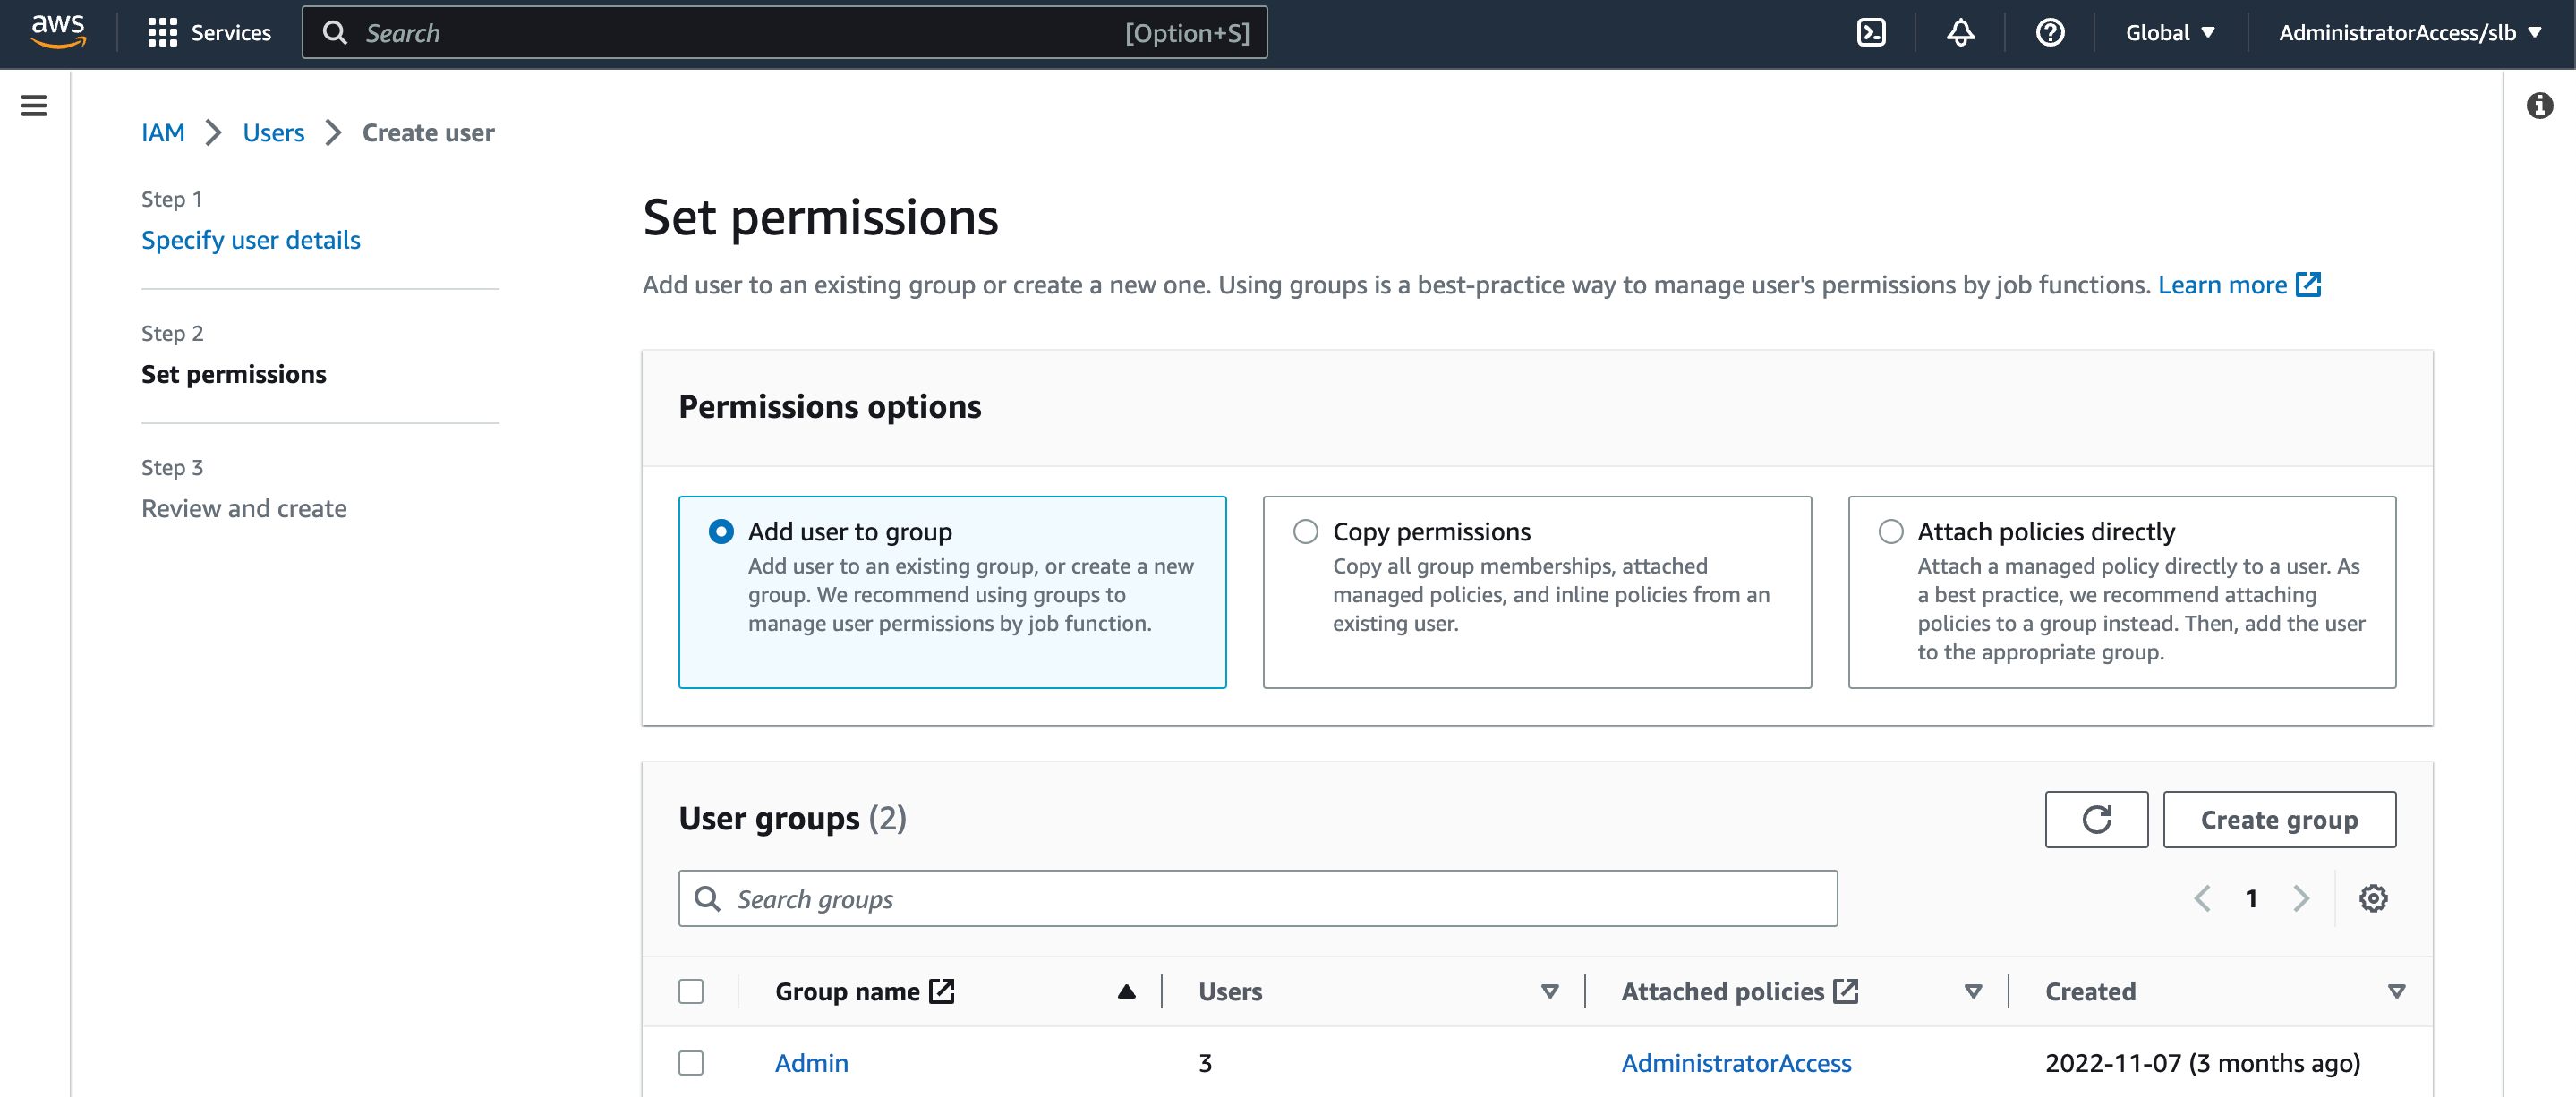 aws
Services
Search
[Option+S]
Global
AdministratorAccess/slb
IAM
Users
Create user
Step 1
Specify user details
Step 2
Set permissions
Step 3
Review and create
Set permissions
Add user to an existing group or create a new one. Using groups is a best-practice way to manage user's permissions by job functions. Learn more
Permissions options
Add user to group
Add user to an existing group, or create a new
group. We recommend using groups to
manage user permissions by job function.
Copy permissions
Copy all group memberships, attached
managed policies, and inline policies from an
existing user.
Attach policies directly
Attach a managed policy directly to a user. As
a best practice, we recommend attaching
policies to a group instead. Then, add the user
to the appropriate group.
User groups (2)
Create group
Search groups
1
Group name
Users
Attached policies
Created
Admin
3
AdministratorAccess
2022-11-07 (3 months ago)